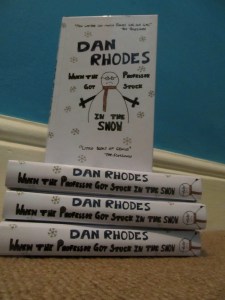 DAN
RHODES
WHEN THE PROFESSOR
GOT STUCK
IN THE
SNOW
DAN RHODES
WHEN THE PROFESSOR GOT STUCK IN THE SNOW
DAN RHODES
WHEN THE PROFESSOR GOT STUCK IN THE SNOW
DAN RHODES
WHEN THE PROFESSOR GOT STUCK IN THE SNOW